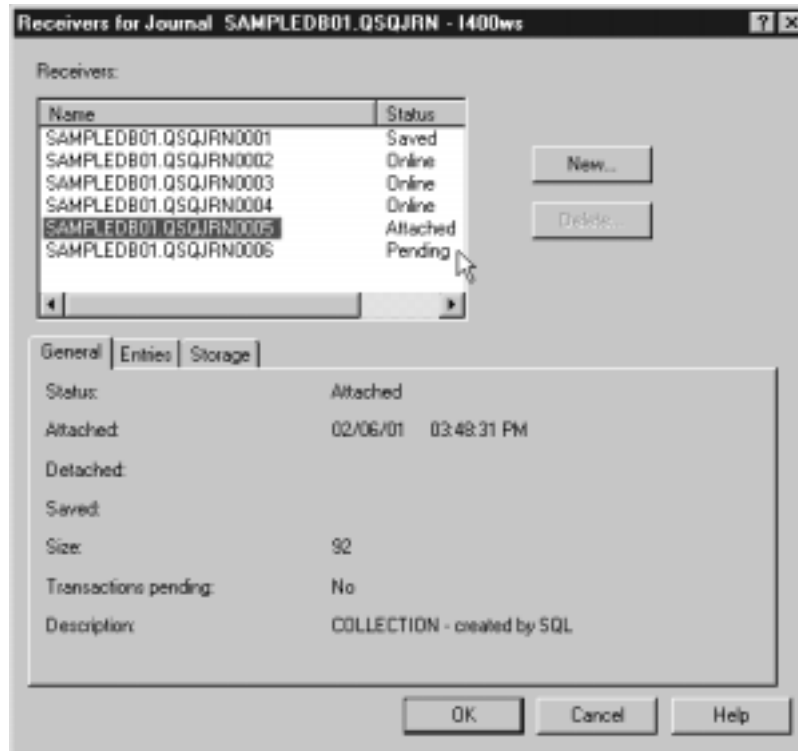 Receivers for Journal SAMPLEDB01.QSQJRN - I400ws
Receivers:
Name Status
SAMPLEDB01.QSQJRN0001 Saved
SAMPLEDB01.QSQJRN0002 Online
SAMPLEDB01.QSQJRN0003 Online
SAMPLEDB01.QSQJRN0004 Online
SAMPLEDB01.QSQJRN0005 Attached
SAMPLEDB01.QSQJRN0006 Pending
New...
Delete...
General Entries Storage
Status: Attached
Attached: 02/06/01 03:48:31 PM
Detached:
Saved:
Size: 92
Transactions pending: No
Description: COLLECTION - created by SQL
OK Cancel Help